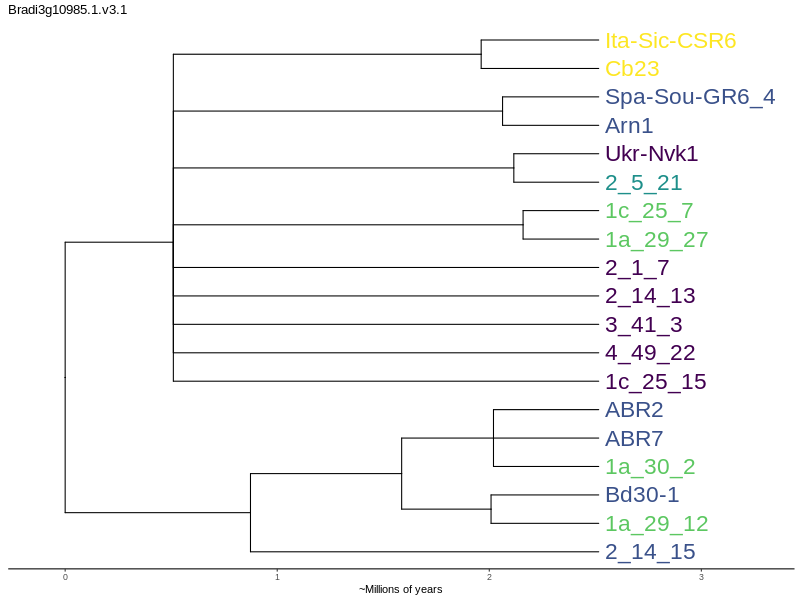 Bradi3g10985.1.v3.1
Ita-Sic-CSR6
Cb23
Spa-Sou-GR6_4
Arn1
Ukr-Nvk1
2_5_21
1c_25_7
1a_29_27
2_1_7
2_14_13
3_41_3
4_49_22
1c_25_15
ABR2
ABR7
1a_30_2
Bd30-1
1a_29_12
2_14_15
0 1 2 3
~Millions of years